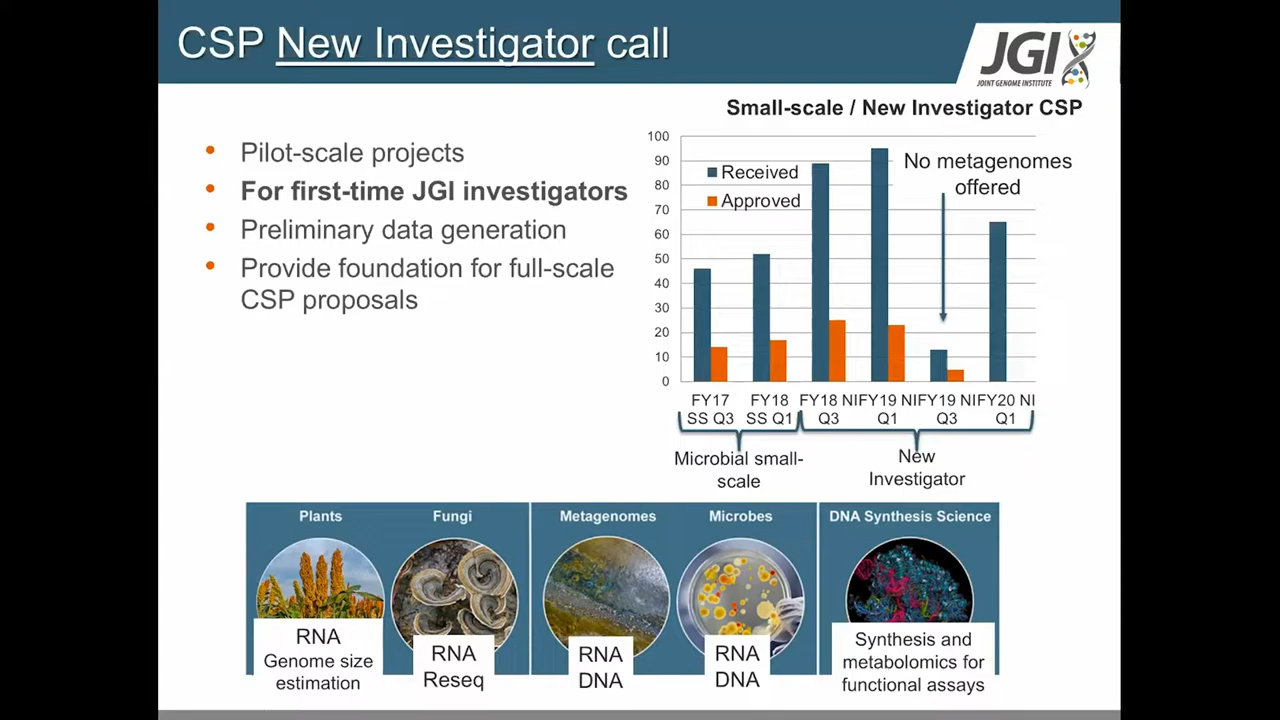 CSP New Investigator call
JGI
JOINT GENOME INSTITUTE
• Pilot-scale projects
• For first-time JGI investigators
• Preliminary data generation
• Provide foundation for full-scale
CSP proposals
Small-scale / New Investigator CSP
100
90
80
70
60
50
40
30
20
10
0
Received
Approved
No metagenomes
offered
FY17
SS Q3
FY18
SS Q1
FY18 NI
Q3
FY19 NI
Q1
FY19 NI
Q3
FY20 NI
Q1
Microbial small-
scale
New
Investigator
Plants
RNA
Genome size
estimation
Fungi
RNA
Reseq
Metagenomes
RNA
DNA
Microbes
RNA
DNA
DNA Synthesis Science
Synthesis and
metabolomics for
functional assays